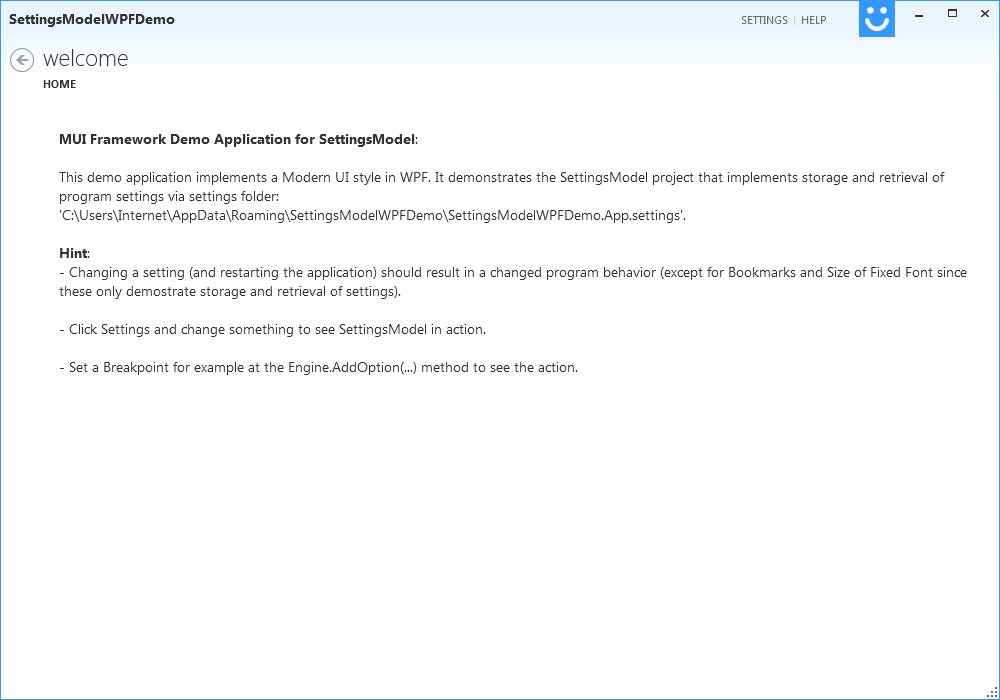 SettingsModelWPFDemo
SETTINGS | HELP
welcome
HOME
MUI Framework Demo Application for SettingsModel:
This demo application implements a Modern UI style in WPF. It demonstrates the SettingsModel project that implements storage and retrieval of
program settings via settings folder:
'C:\Users\Internet\AppData\Roaming\SettingsModelWPFDemo\SettingsModelWPFDemo.App.settings'.
Hint:
- Changing a setting (and restarting the application) should result in a changed program behavior (except for Bookmarks and Size of Fixed Font since
these only demostrate storage and retrieval of settings).
- Click Settings and change something to see SettingsModel in action.
- Set a Breakpoint for example at the Engine.AddOption(...) method to see the action.